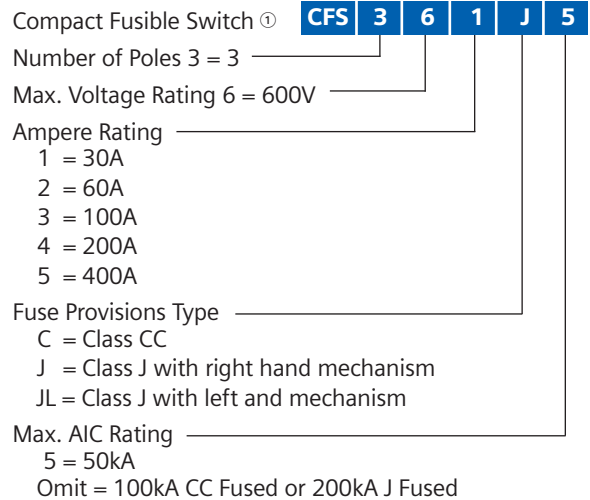 Compact Fusible Switch ① CFS 3 6 1 J 5
Number of Poles 3 = 3
Max. Voltage Rating 6 = 600V
Ampere Rating
1 = 30A
2 = 60A
3 = 100A
4 = 200A
5 = 400A
Fuse Provisions Type
C = Class CC
J = Class J with right hand mechanism
JL = Class J with left and mechanism
Max. AIC Rating
5 = 50kA
Omit = 100kA CC Fused or 200kA J Fused